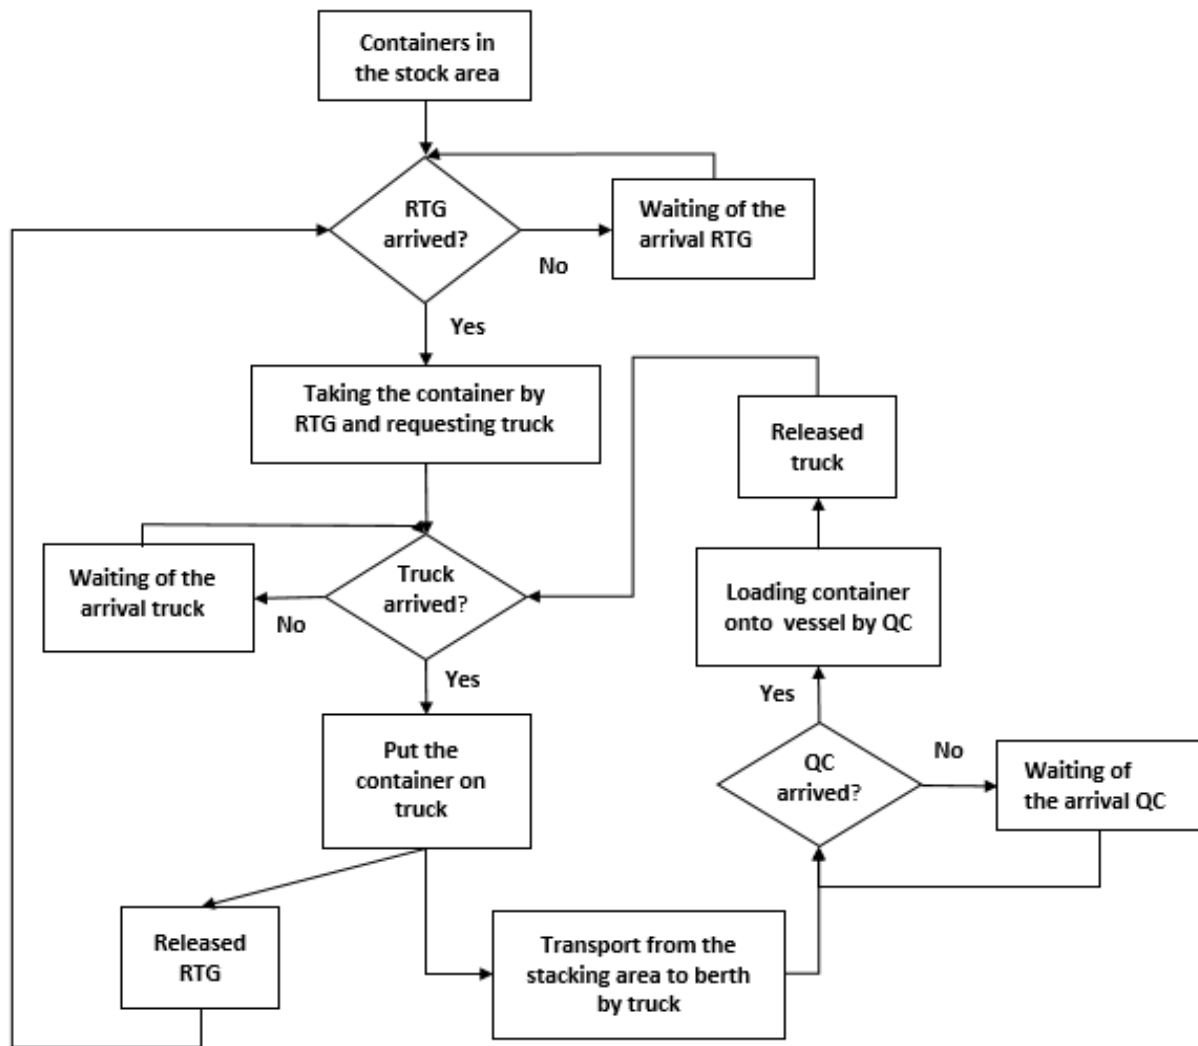 Containers in
the stock area
RTG
arrived?
Waiting of the
arrival RTG
No
Yes
Taking the container by
RTG and requesting truck
Released
truck
Waiting of the
arrival truck
Truck
arrived?
No
Loading container
onto vessel by QC
Yes
Yes
Put the
container on
truck
QC
arrived?
No
Waiting of
the arrival QC
Released
RTG
Transport from the
stacking area to berth
by truck